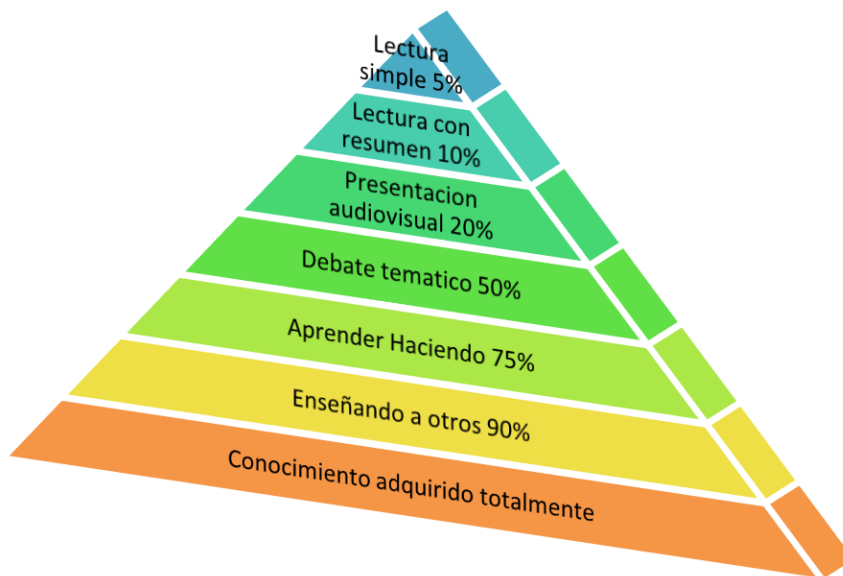 Lectura
simple 5%
Lectura con
resumen 10%
Presentacion
audiovisual 20%
Debate tematico 50%
Aprender Haciendo 75%
Enseñando a otros 90%
Conocimiento adquirido totalmente